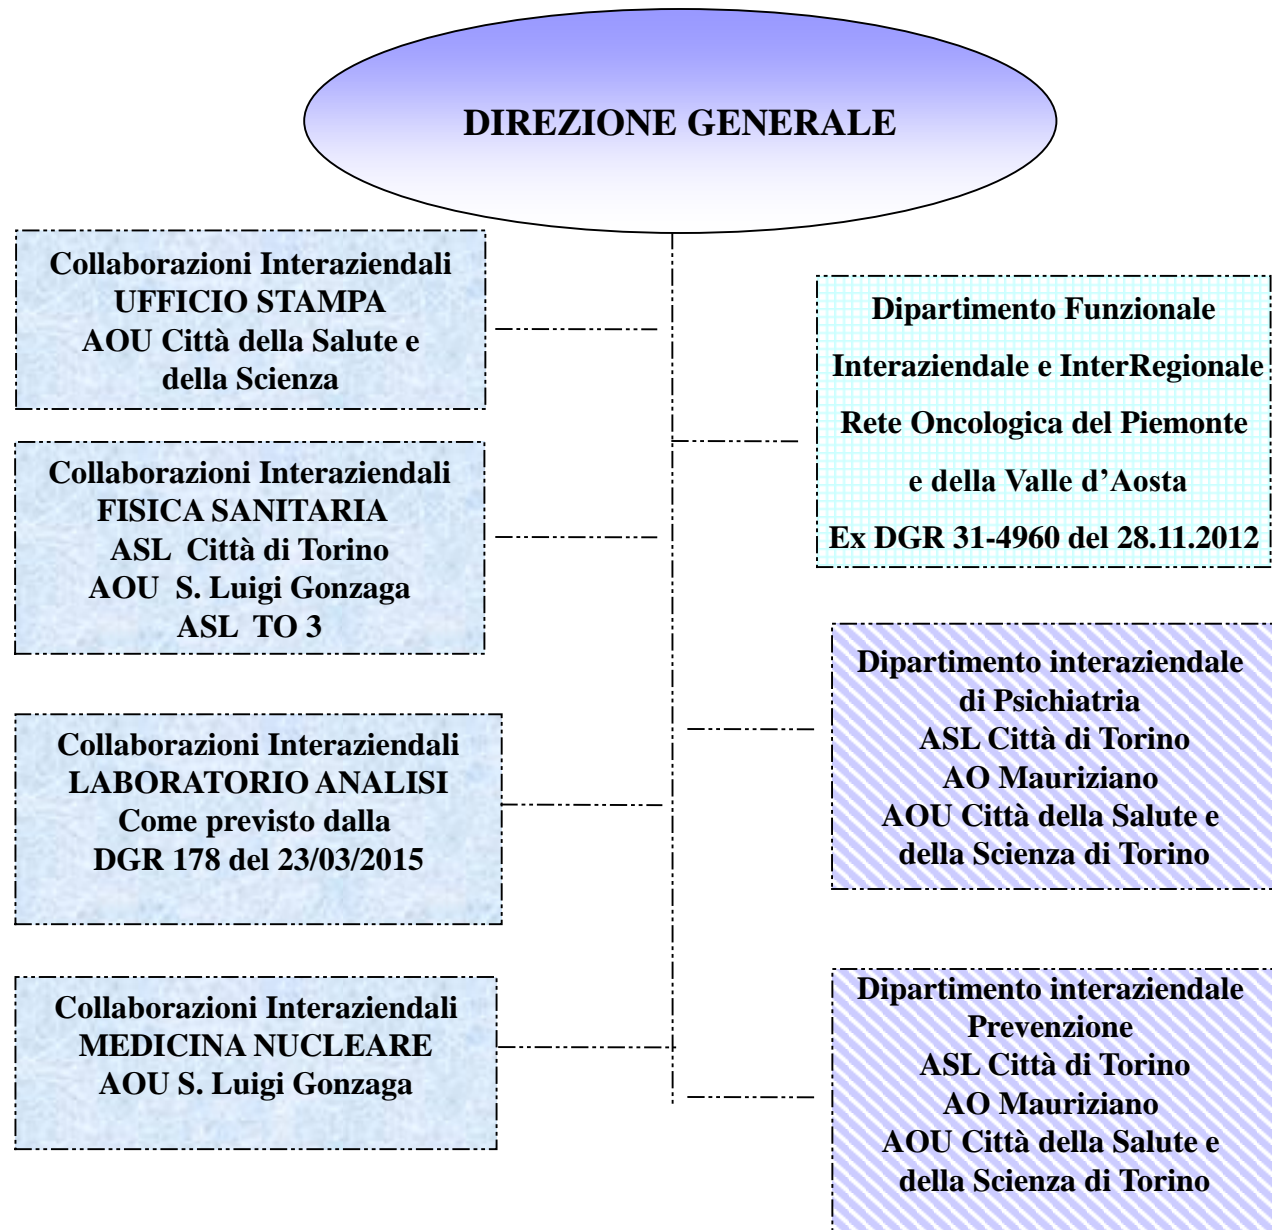 DIREZIONE GENERALE
Collaborazioni Interaziendali
UFFICIO STAMPA
AOU Città della Salute e
della Scienza
Collaborazioni Interaziendali
FISICA SANITARIA
ASL Città di Torino
AOU S. Luigi Gonzaga
ASL TO 3
Collaborazioni Interaziendali
LABORATORIO ANALISI
Come previsto dalla
DGR 178 del 23/03/2015
Collaborazioni Interaziendali
MEDICINA NUCLEARE
AOU S. Luigi Gonzaga
Dipartimento Funzionale
Interaziendale e InterRegionale
Rete Oncologica del Piemonte
e della Valle d’Aosta
Ex DGR 31-4960 del 28.11.2012
Dipartimento interaziendale
di Psichiatria
ASL Città di Torino
AO Mauriziano
AOU Città della Salute e
della Scienza di Torino
Dipartimento interaziendale
Prevenzione
ASL Città di Torino
AO Mauriziano
AOU Città della Salute e
della Scienza di Torino